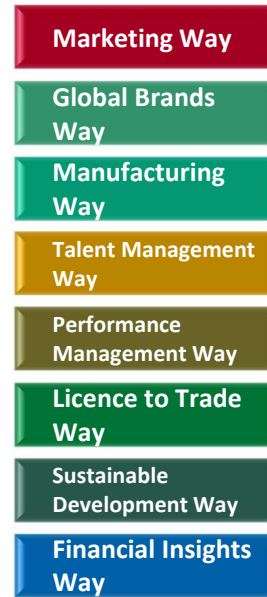 Marketing Way
Global Brands
Way
Manufacturing
Way
Talent Management
Way
Performance
Management Way
Licence to Trade
Way
Sustainable
Development Way
Financial Insights
Way